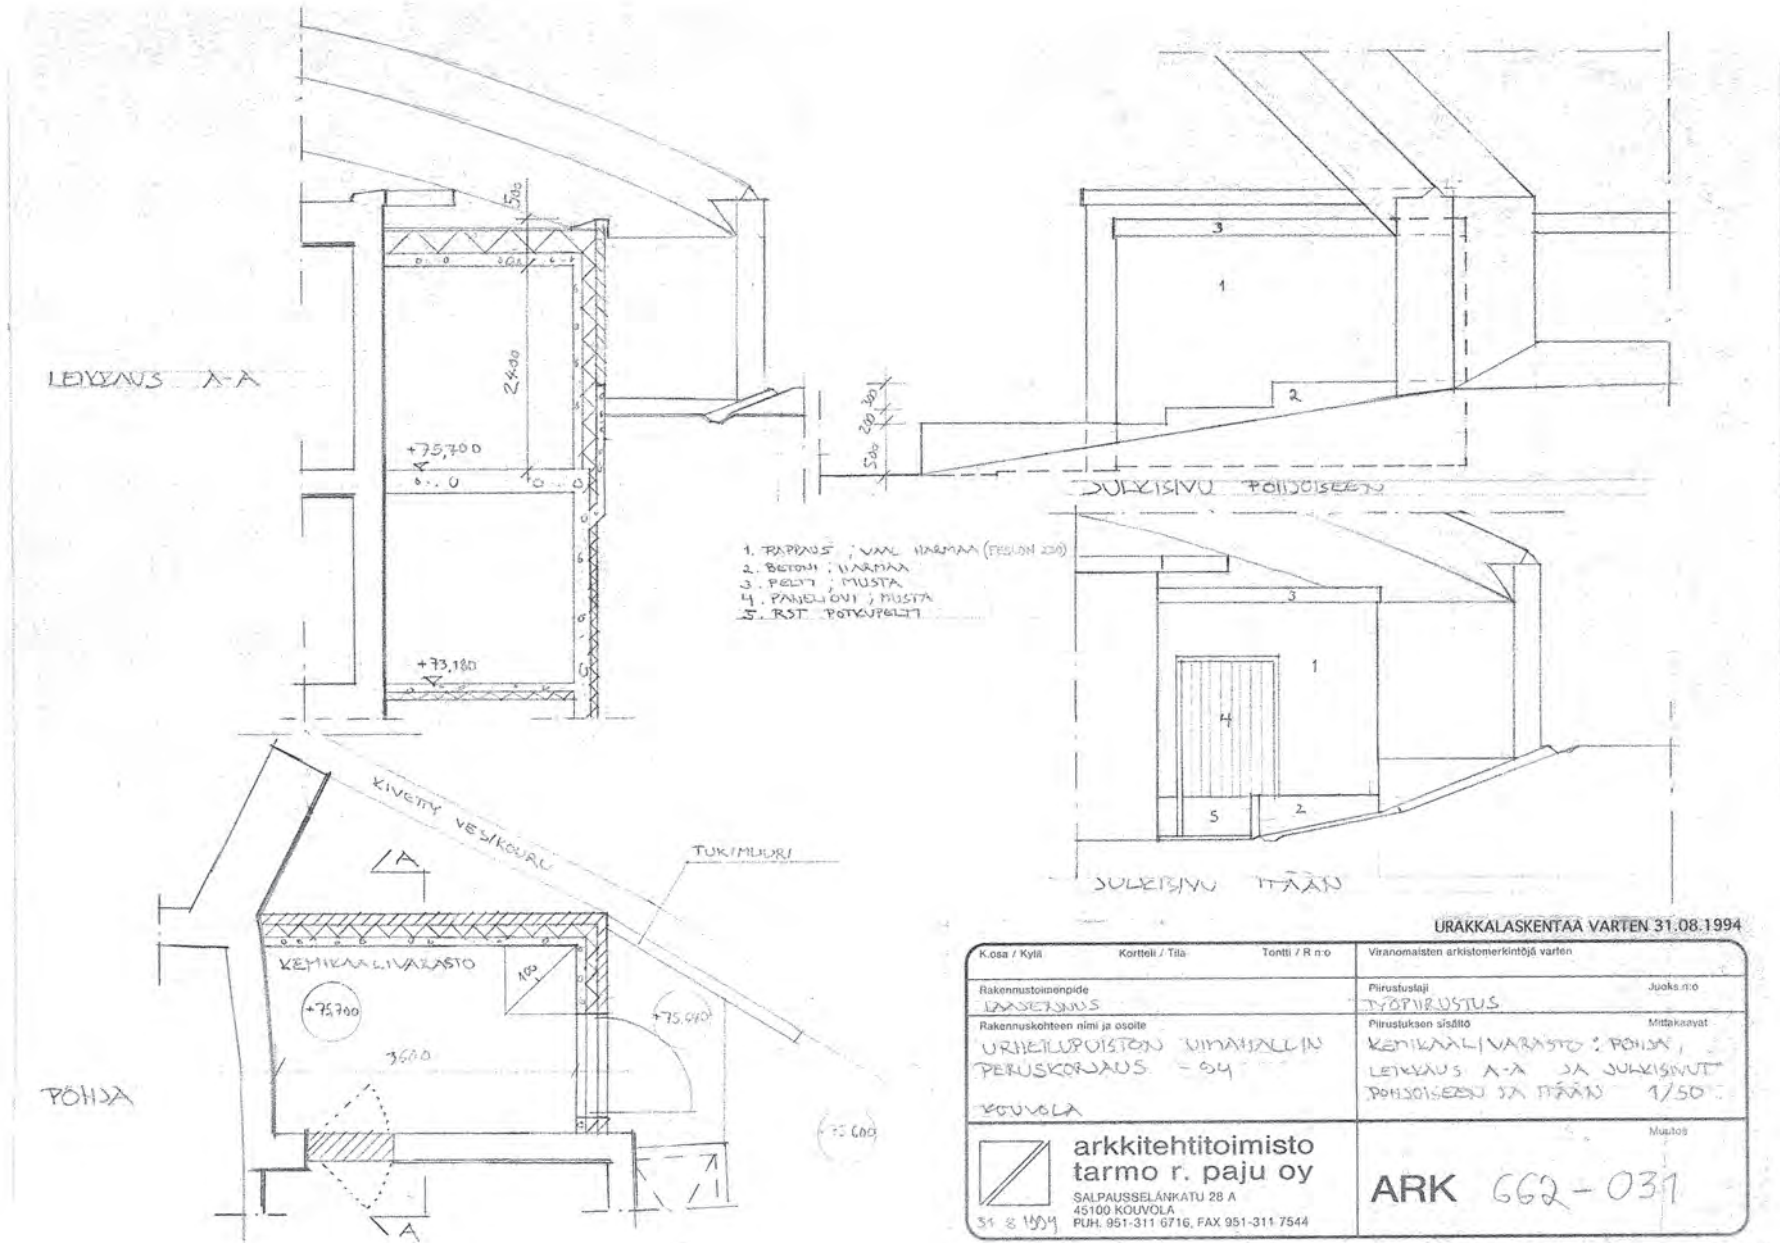 500
2400
LEIKKAUS A-A
+75,700
+73,180
3
1
2
300
200
500
JULKISIVU POHJOISEEN
1. RAPPAUS ; VAAL HARMAA (FESCON 230)
2. BETONI ; HARMAA
3. PELTI ; MUSTA
4. PANELIOVI ; MUSTA
5. RST POTKUPELTI
3
1
4
5
2
JULKISIVU ITÄÄN
KIVETTY VESIKOURU
A
TUKIMUURI
KEMIKAALIVARASTO
100
+75,700
3600
+75.600
POHJA
A
URAKKALASKENTAA VARTEN 31.08.1994
K.osa / Kylä Kortteli / Tila Tontti / R n:o
Viranomaisten arkistomerkintöjä varten
Rakennustoimenpide
LAAJENNUS
Piirustuslaji Juoks.n:o
TYÖPIIRUSTUS
Rakennuskohteen nimi ja osoite
URHEILUPUISTON UIMAHALLIN
PERUSKORJAUS -94
KOUVOLA
Piirustuksen sisältö Mittakaavat
KEMIKAALIVARASTO : POHJA,
LEIKKAUS A-A JA JULKISIVUT
POHJOISEEN JA ITÄÄN 1/50
arkkitehtitoimisto
tarmo r. paju oy
SALPAUSSELÄNKATU 28 A
45100 KOUVOLA
PUH. 951-311 6716, FAX 951-311 7544
31 8 1994
Muutos
ARK 662-031